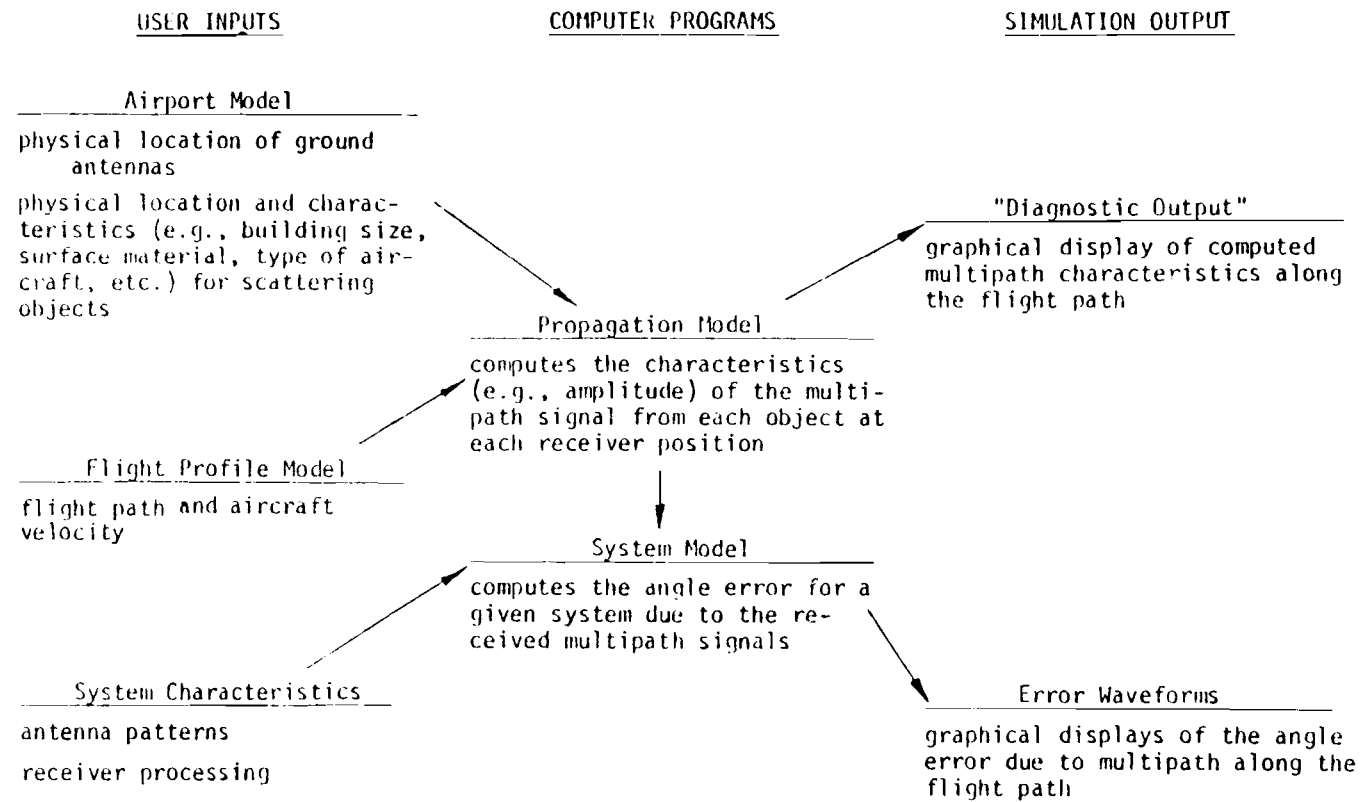 USER INPUTS
COMPUTER PROGRAMS
SIMULATION OUTPUT
Airport Model
physical location of ground
antennas
physical location and charac-
teristics (e.g., building size,
surface material, type of air-
craft, etc.) for scattering
objects
"Diagnostic Output"
graphical display of computed
multipath characteristics along
the flight path
Propagation Model
computes the characteristics
(e.g., amplitude) of the multi-
path signal from each object at
each receiver position
Flight Profile Model
flight path and aircraft
velocity
System Model
computes the angle error for a
given system due to the re-
ceived multipath signals
System Characteristics
antenna patterns
receiver processing
Error Waveforms
graphical displays of the angle
error due to multipath along the
flight path